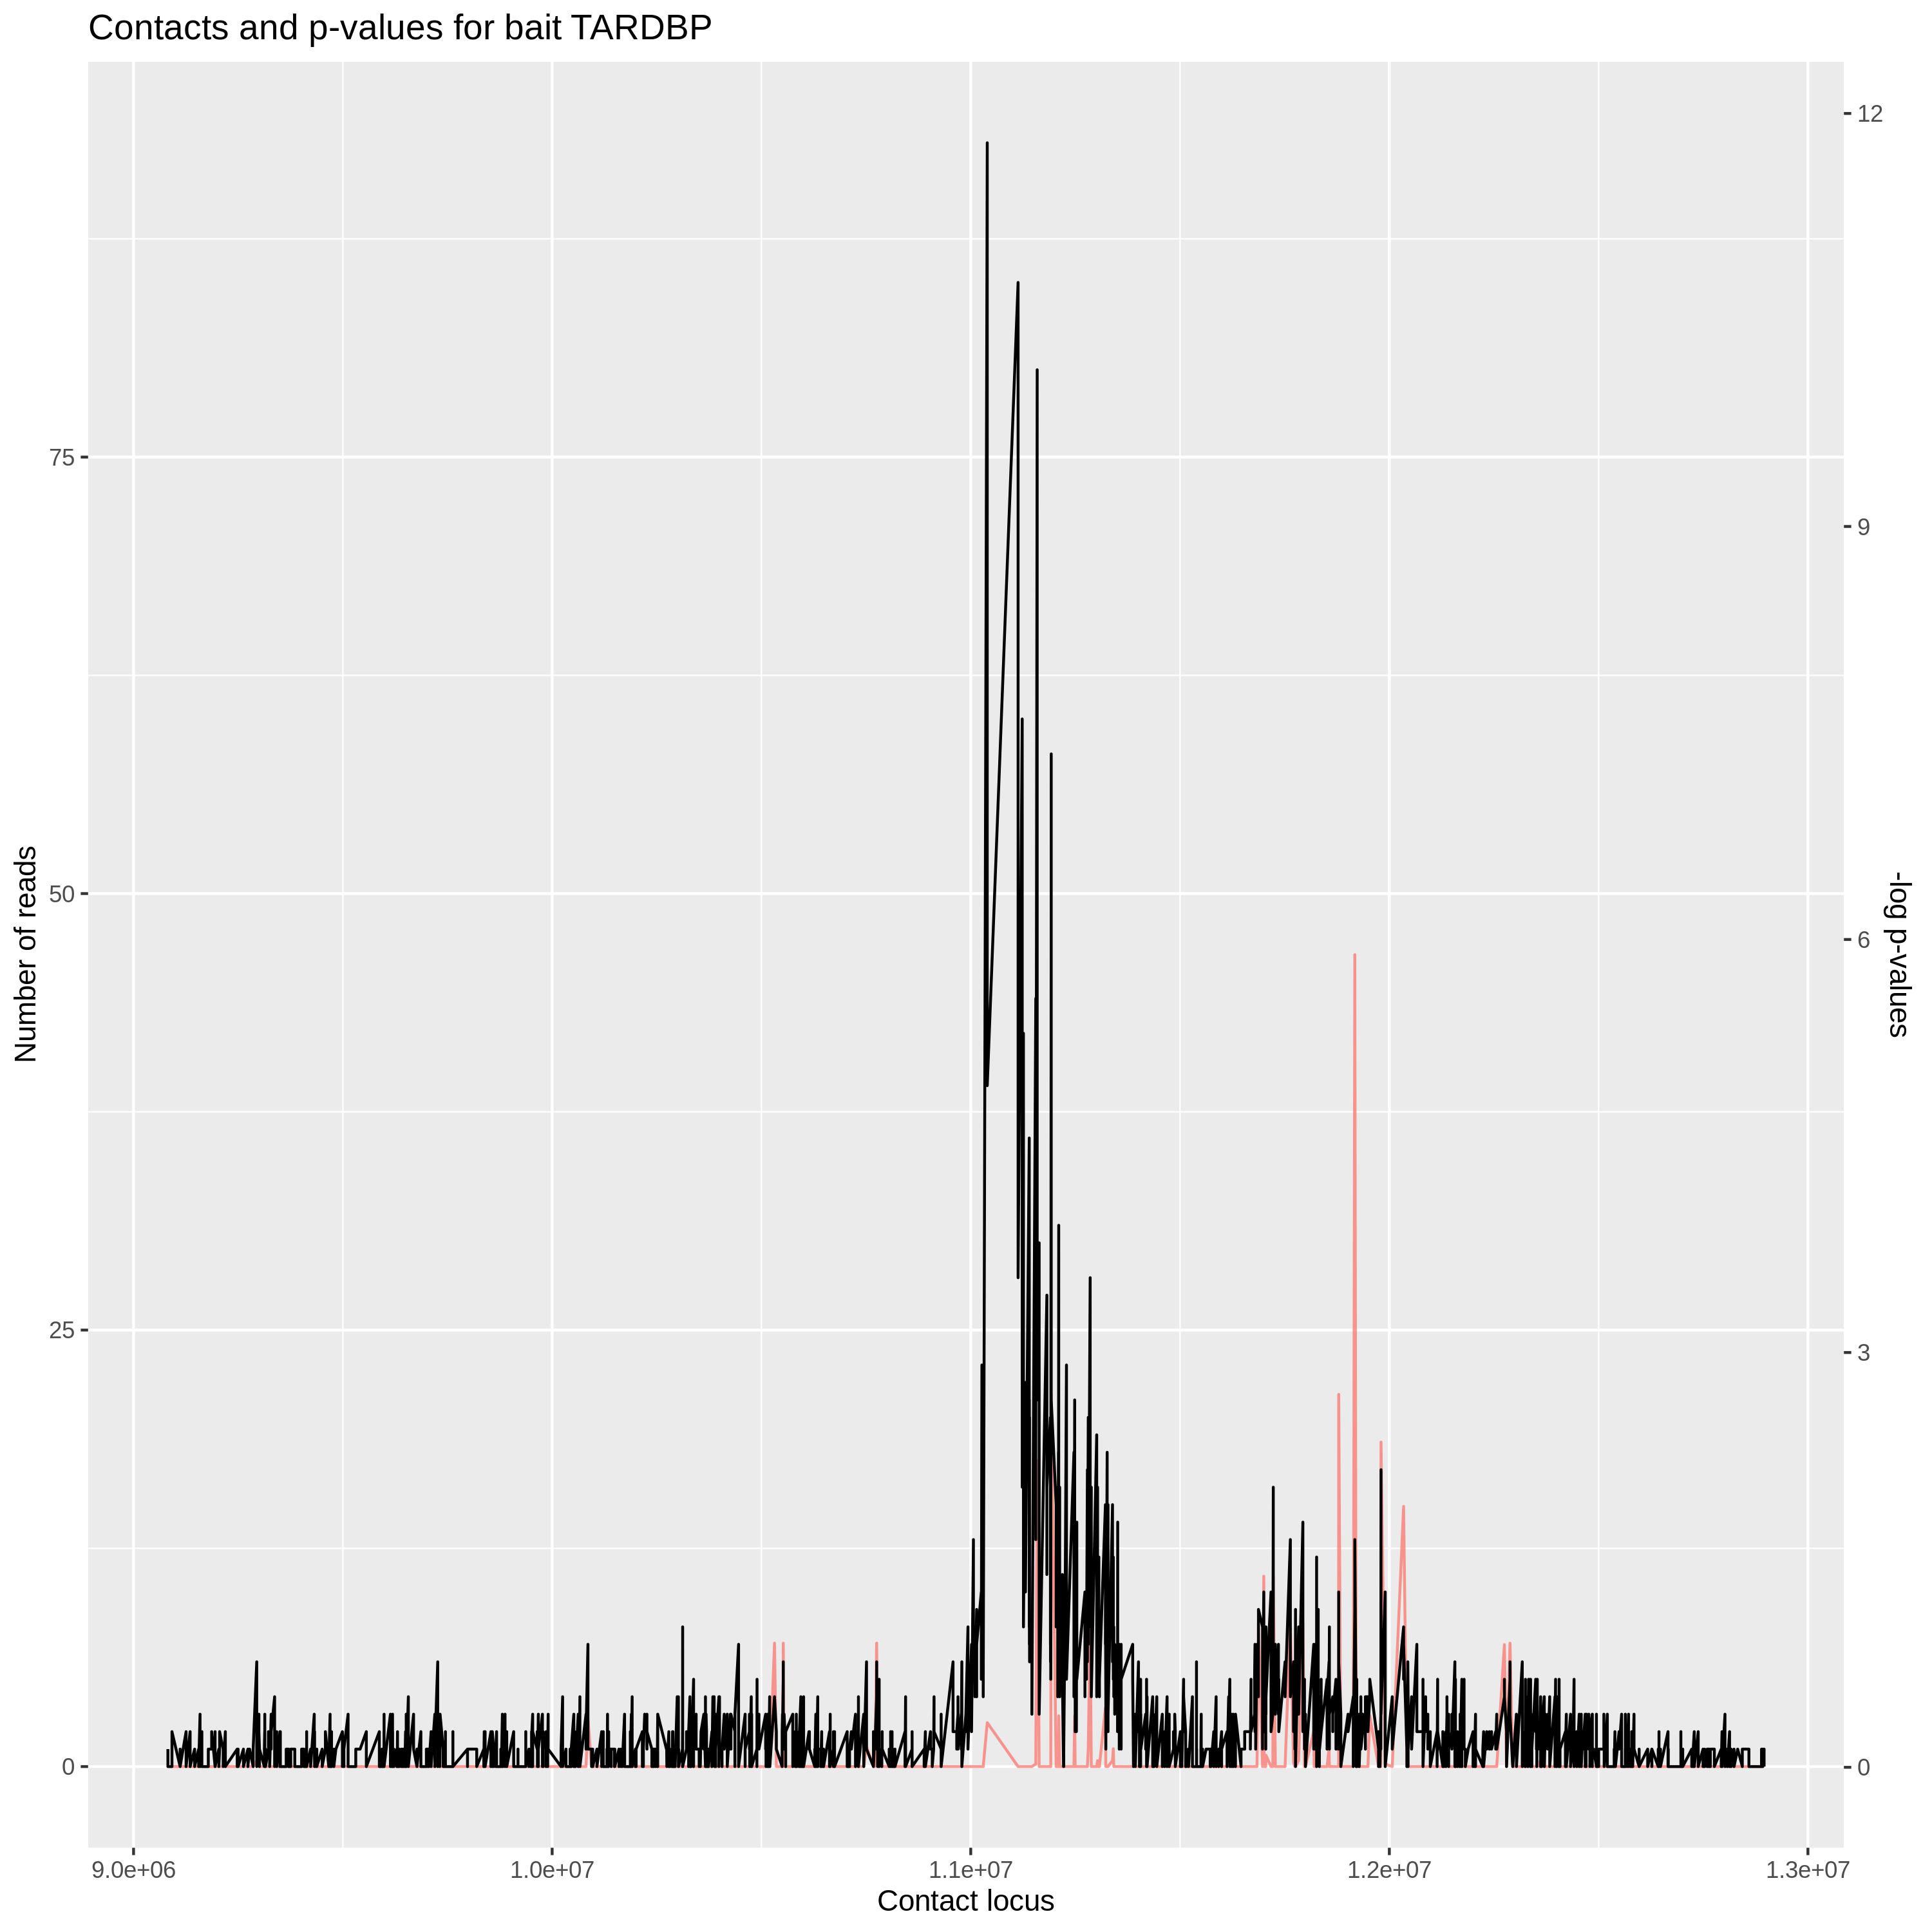 Contacts and p-values for bait TARDBP
12
75
9
Number of reads
50
6
-log p-values
25
3
0
0
9.0e+06
1.0e+07
1.1e+07
1.2e+07
1.3e+07
Contact locus